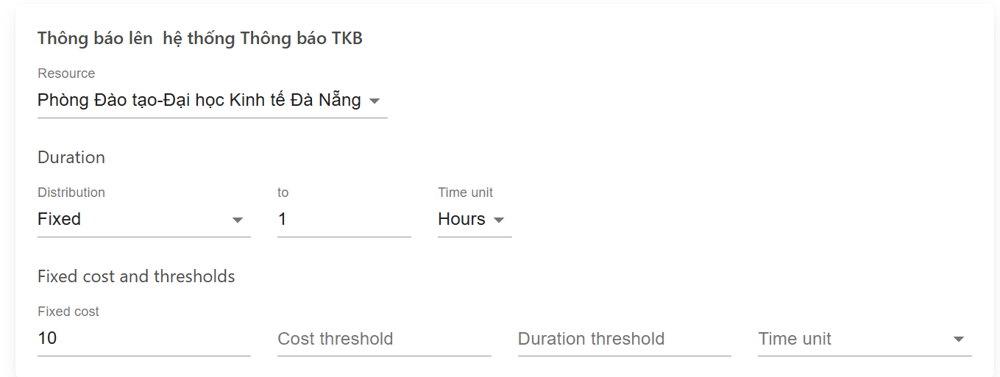 Thông báo lên  hệ thống Thông báo TKB
Resource
Phòng Đào tạo-Đại học Kinh tế Đà Nẵng
Duration
Distribution to Time unit
Fixed 1 Hours
Fixed cost and thresholds
Fixed cost
10 Cost threshold Duration threshold Time unit